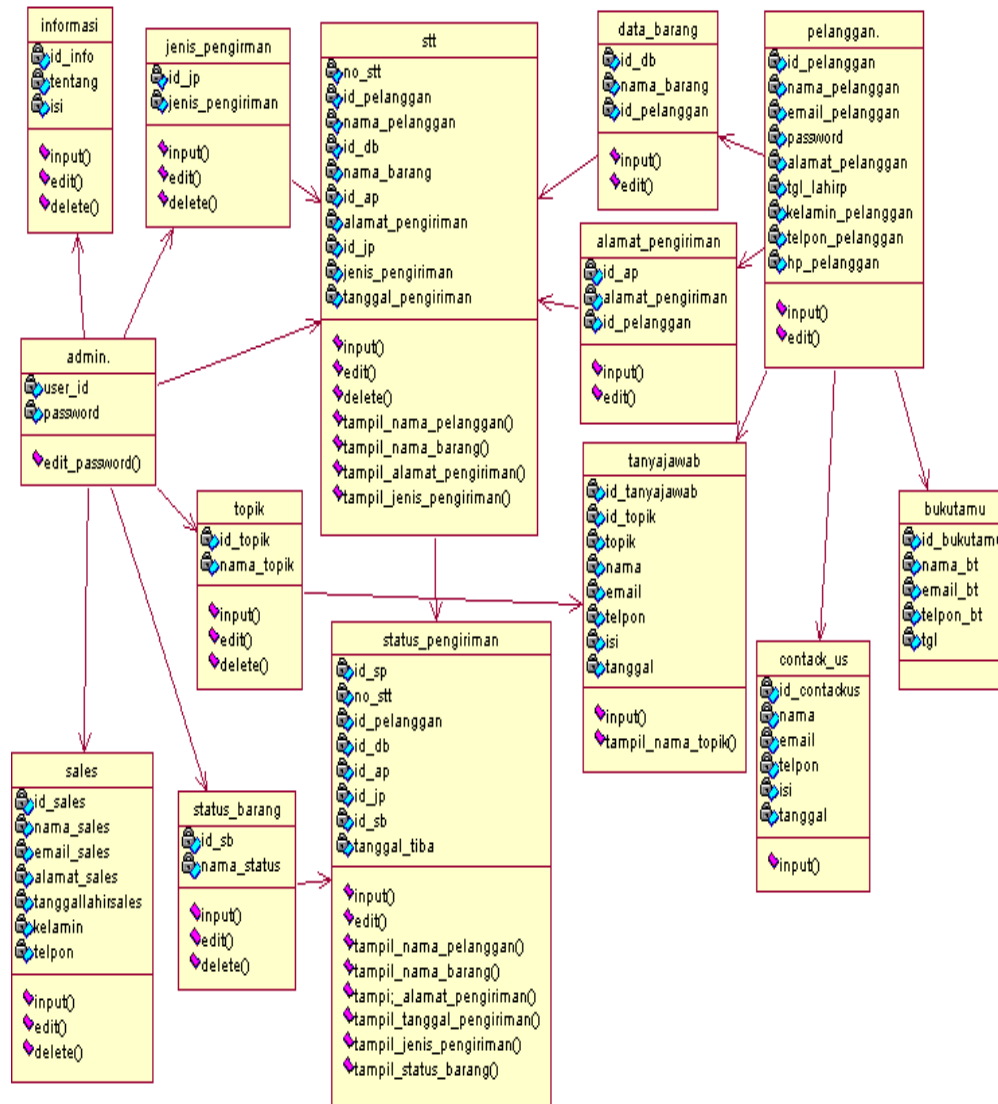 informasi
id_info
tentang
isi
input()
edit()
delete()
jenis_pengirman
id_jp
jenis_pengiriman
input()
edit()
delete()
stt
no_stt
id_pelanggan
nama_pelanggan
id_db
nama_barang
id_ap
alamat_pengiriman
id_jp
jenis_pengiriman
tanggal_pengiriman
input()
edit()
delete()
tampil_nama_pelanggan()
tampil_nama_barang()
tampil_alamat_pengiriman()
tampil_jenis_pengiriman()
data_barang
id_db
nama_barang
id_pelanggan
input()
edit()
pelanggan.
id_pelanggan
nama_pelanggan
email_pelanggan
password
alamat_pelanggan
tgl_lahirp
kelamin_pelanggan
telpon_pelanggan
hp_pelanggan
input()
edit()
alamat_pengiriman
id_ap
alamat_pengiriman
id_pelanggan
input()
edit()
admin.
user_id
password
edit_password()
topik
id_topik
nama_topik
input()
edit()
delete()
tanyajawab
id_tanyajawab
id_topik
topik
nama
email
telpon
isi
tanggal
input()
tampil_nama_topik()
bukutamu
id_bukutamu
nama_bt
email_bt
telpon_bt
tgl
contack_us
id_contackus
nama
email
telpon
isi
tanggal
input()
status_pengiriman
id_sp
no_stt
id_pelanggan
id_db
id_ap
id_jp
id_sb
tanggal_tiba
input()
edit()
tampil_nama_pelanggan()
tampil_nama_barang()
tampi;_alamat_pengiriman()
tampil_tanggal_pengiriman()
tampil_jenis_pengiriman()
tampil_status_barang()
sales
id_sales
nama_sales
email_sales
alamat_sales
tanggallahirsales
kelamin
telpon
input()
edit()
delete()
status_barang
id_sb
nama_status
input()
edit()
delete()